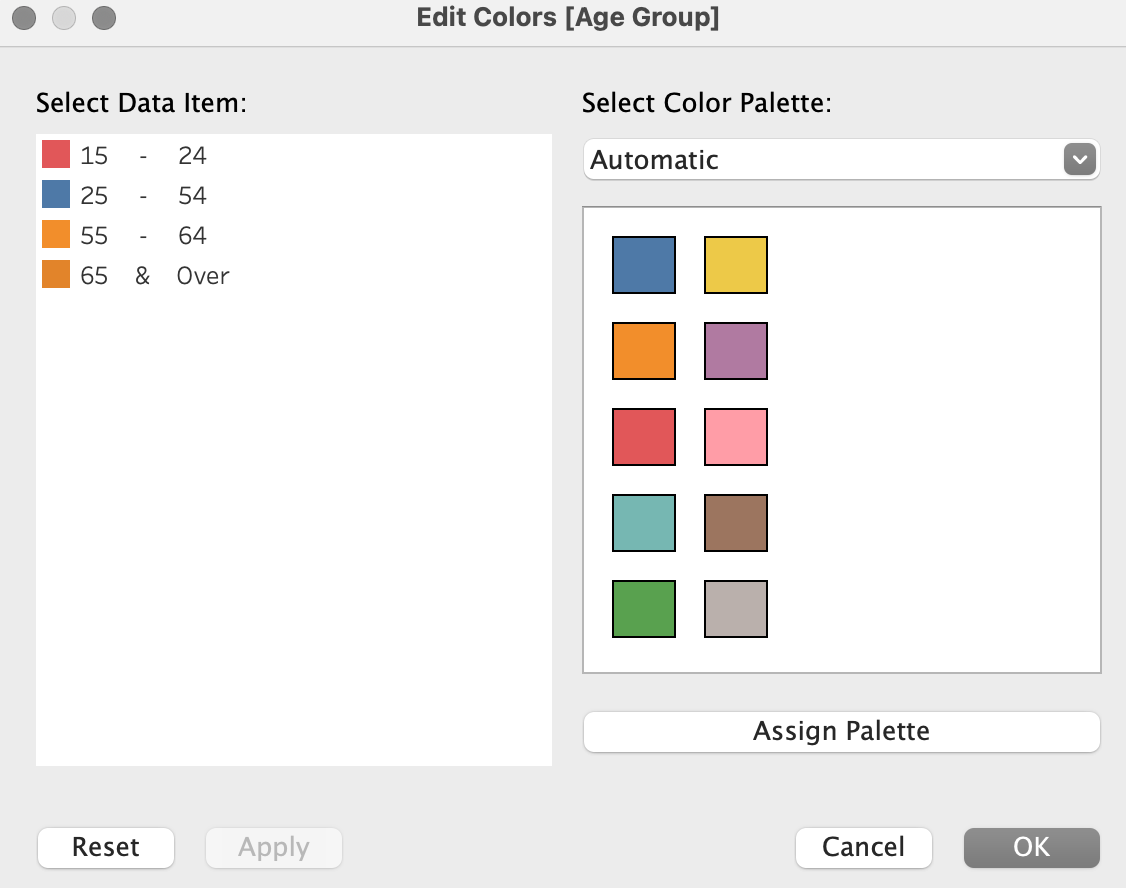 Edit Colors [Age Group]
Select Data Item:
15 - 24
25 - 54
55 - 64
65 & Over
Select Color Palette:
Automatic
Assign Palette
Reset
Apply
Cancel
OK